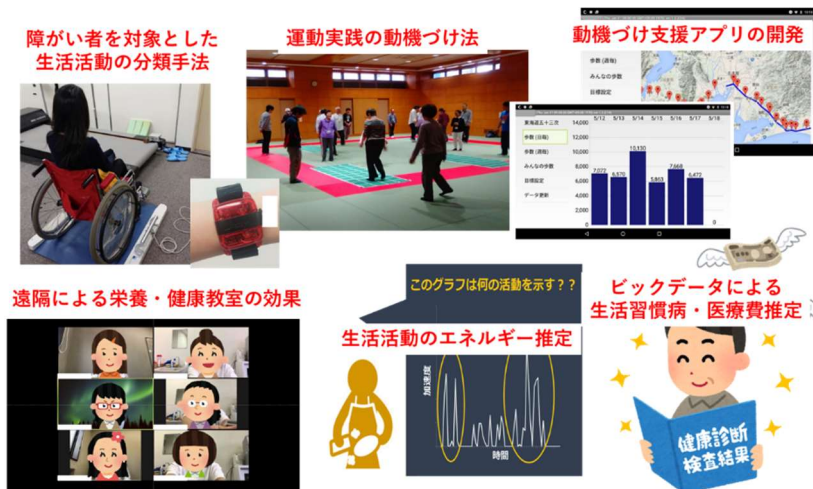 障がい者を対象とした
生活活動の分類手法
運動実践の動機づけ法
動機づけ支援アプリの開発
歩数 (週毎)
みんなの歩数
目標設定
東海道五十三次
歩数 (日毎)
歩数 (週毎)
みんなの歩数
目標設定
データ更新
5/12 5/13 5/14 5/15 5/16 5/17 5/18
14,000
12,000
10,000
8,000
6,000
4,000
2,000
0
7,072
6,570
10,130
5,863
7,668
6,472
0
遠隔による栄養・健康教室の効果
このグラフは何の活動を示す??
生活活動のエネルギー推定
加速度
時間
ビックデータによる
生活習慣病・医療費推定
健康診断
検査結果